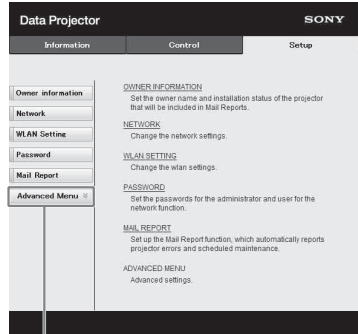 Data Projector
SONY
Information
Control
Setup
Owner information
Network
WLAN Setting
Password
Mail Report
Advanced Menu
OWNER INFORMATION
Set the owner name and installation status of the projector
that will be included in Mail Reports.
NETWORK
Change the network settings.
WLAN SETTING
Change the wlan settings.
PASSWORD
Set the passwords for the administrator and user for the
network function.
MAIL REPORT
Set up the Mail Report function, which automatically reports
projector errors and scheduled maintenance.
ADVANCED MENU
Advanced settings.